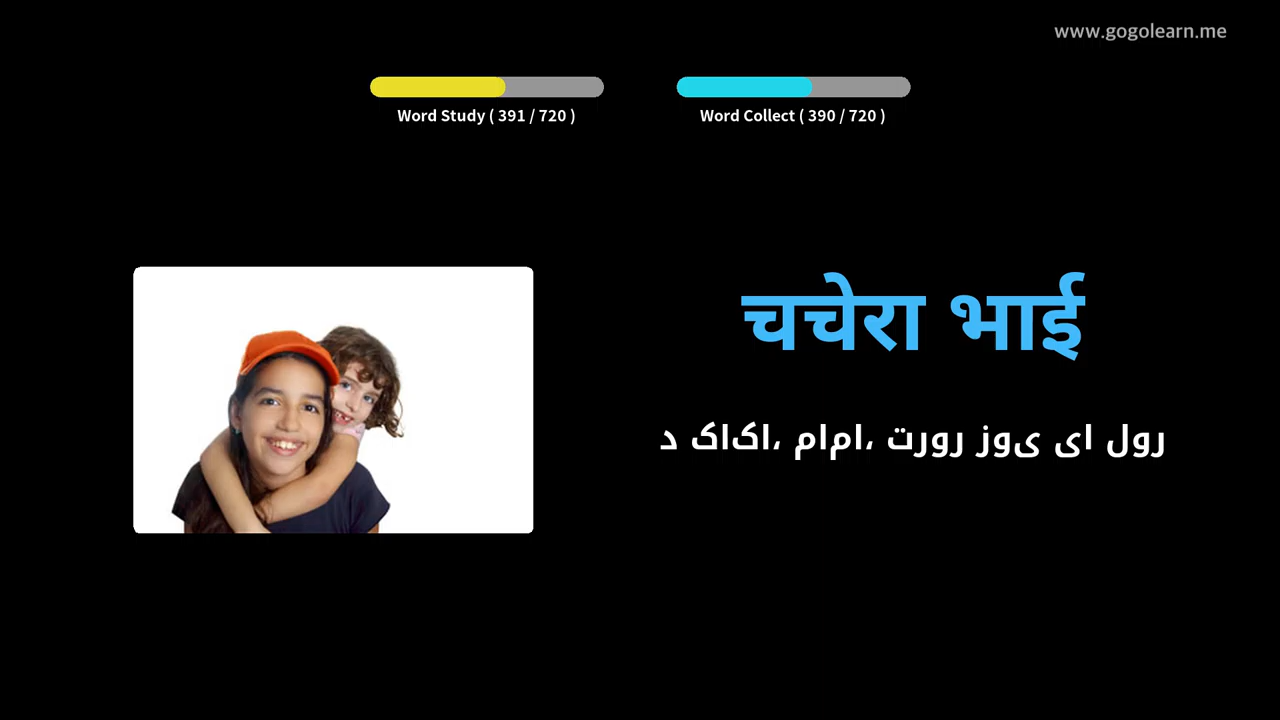 www.gogolearn.me
Word Study ( 391 / 720 )
Word Collect ( 390 / 720 )
चचेरा भाई
رول ای یوز رورت ،امام ،اکاک د